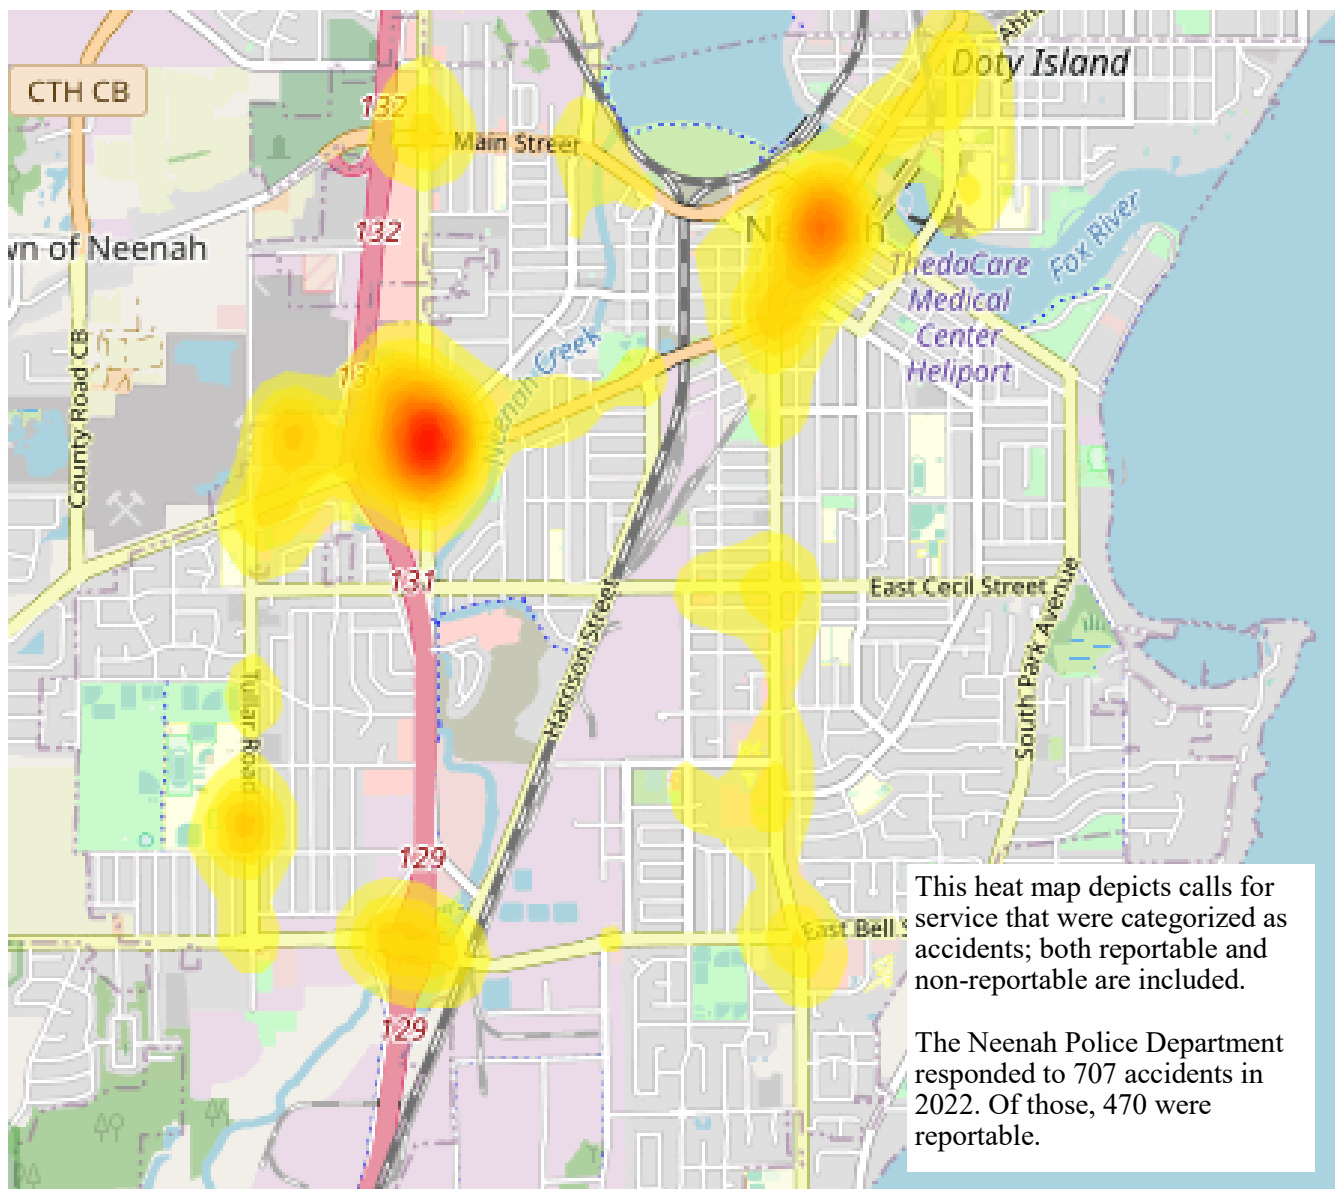 Ahn
Doty Island
CTH CB
132
Main Street
132
wn of Neenah
Fox River
ThedaCare
Medical
Center
Heliport
Neenah Creek
County Road CB
131
131
East Cecil Street
South Park Avenue
Harrison Street
Tullar Road
129
East Bell S
129
This heat map depicts calls for
service that were categorized as
accidents; both reportable and
non-reportable are included.
The Neenah Police Department
responded to 707 accidents in
2022. Of those, 470 were
reportable.